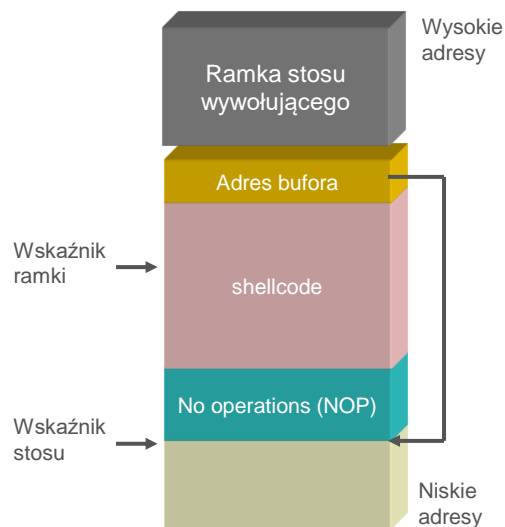 Wysokie
adresy
Ramka stosu
wywołującego
Adres bufora
Wskaźnik
ramki
shellcode
No operations (NOP)
Wskaźnik
stosu
Niskie
adresy